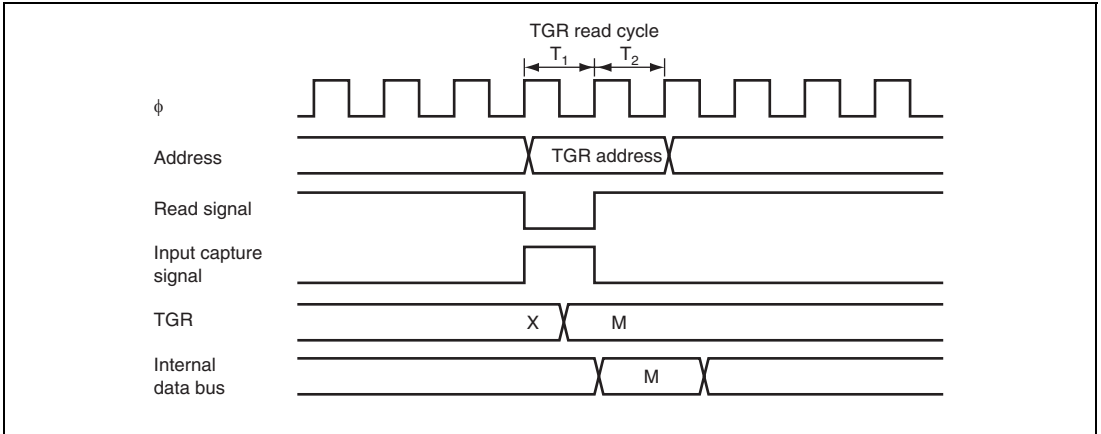 TGR read cycle
T1 T2
φ
Address
TGR address
Read signal
Input capture
signal
TGR
X M
Internal
data bus
M